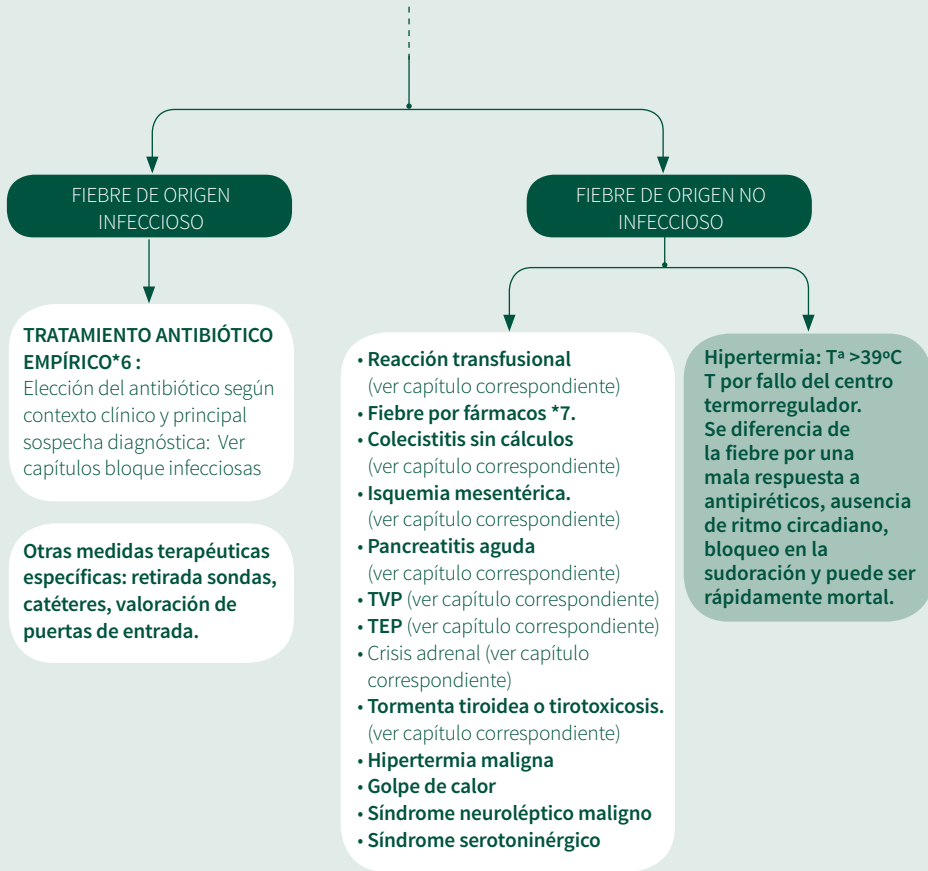 FIEBRE DE ORIGEN
INFECCIOSO
FIEBRE DE ORIGEN NO
INFECCIOSO
TRATAMIENTO ANTIBIÓTICO
EMPÍRICO*6 :
Elección del antibiótico según
contexto clínico y principal
sospecha diagnóstica: Ver
capítulos bloque infecciosas
Otras medidas terapéuticas
específicas: retirada sondas,
catéteres, valoración de
puertas de entrada.
• Reacción transfusional
(ver capítulo correspondiente)
• Fiebre por fármacos *7.
• Colecistitis sin cálculos
(ver capítulo correspondiente)
• Isquemia mesentérica.
(ver capítulo correspondiente)
• Pancreatitis aguda
(ver capítulo correspondiente)
• TVP (ver capítulo correspondiente)
• TEP (ver capítulo correspondiente)
• Crisis adrenal (ver capítulo
correspondiente)
• Tormenta tiroidea o tirotoxicosis.
(ver capítulo correspondiente)
• Hipertermia maligna
• Golpe de calor
• Síndrome neuroléptico maligno
• Síndrome serotoninérgico
Hipertermia: Tª >39ºC
T por fallo del centro
termorregulador.
Se diferencia de
la fiebre por una
mala respuesta a
antipiréticos, ausencia
de ritmo circadiano,
bloqueo en la
sudoración y puede ser
rápidamente mortal.